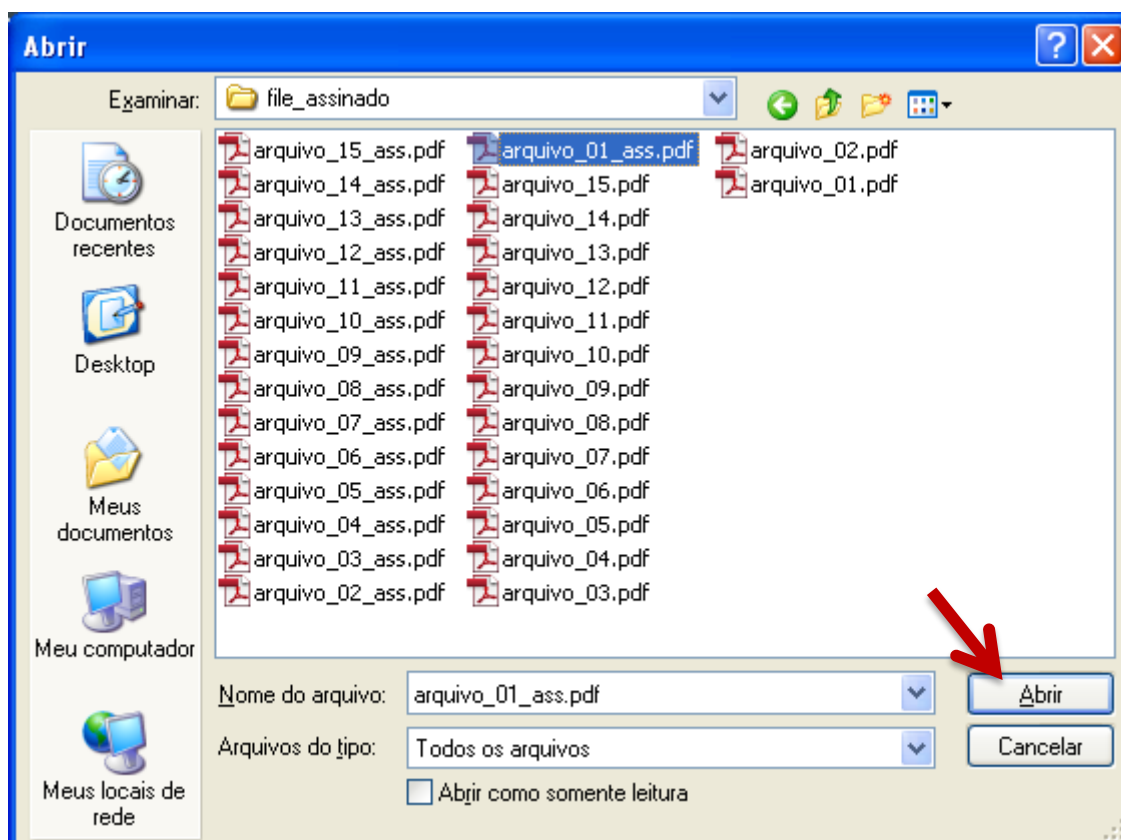 Abrir
Examinar:
file_assinado
Documentos
recentes
Desktop
Meus
documentos
Meu computador
Meus locais de
rede
arquivo_15_ass.pdf
arquivo_14_ass.pdf
arquivo_13_ass.pdf
arquivo_12_ass.pdf
arquivo_11_ass.pdf
arquivo_10_ass.pdf
arquivo_09_ass.pdf
arquivo_08_ass.pdf
arquivo_07_ass.pdf
arquivo_06_ass.pdf
arquivo_05_ass.pdf
arquivo_04_ass.pdf
arquivo_03_ass.pdf
arquivo_02_ass.pdf
arquivo_01_ass.pdf
arquivo_15.pdf
arquivo_14.pdf
arquivo_13.pdf
arquivo_12.pdf
arquivo_11.pdf
arquivo_10.pdf
arquivo_09.pdf
arquivo_08.pdf
arquivo_07.pdf
arquivo_06.pdf
arquivo_05.pdf
arquivo_04.pdf
arquivo_03.pdf
arquivo_02.pdf
arquivo_01.pdf
Nome do arquivo:
arquivo_01_ass.pdf
Abrir
Arquivos do tipo:
Todos os arquivos
Cancelar
Abrir como somente leitura